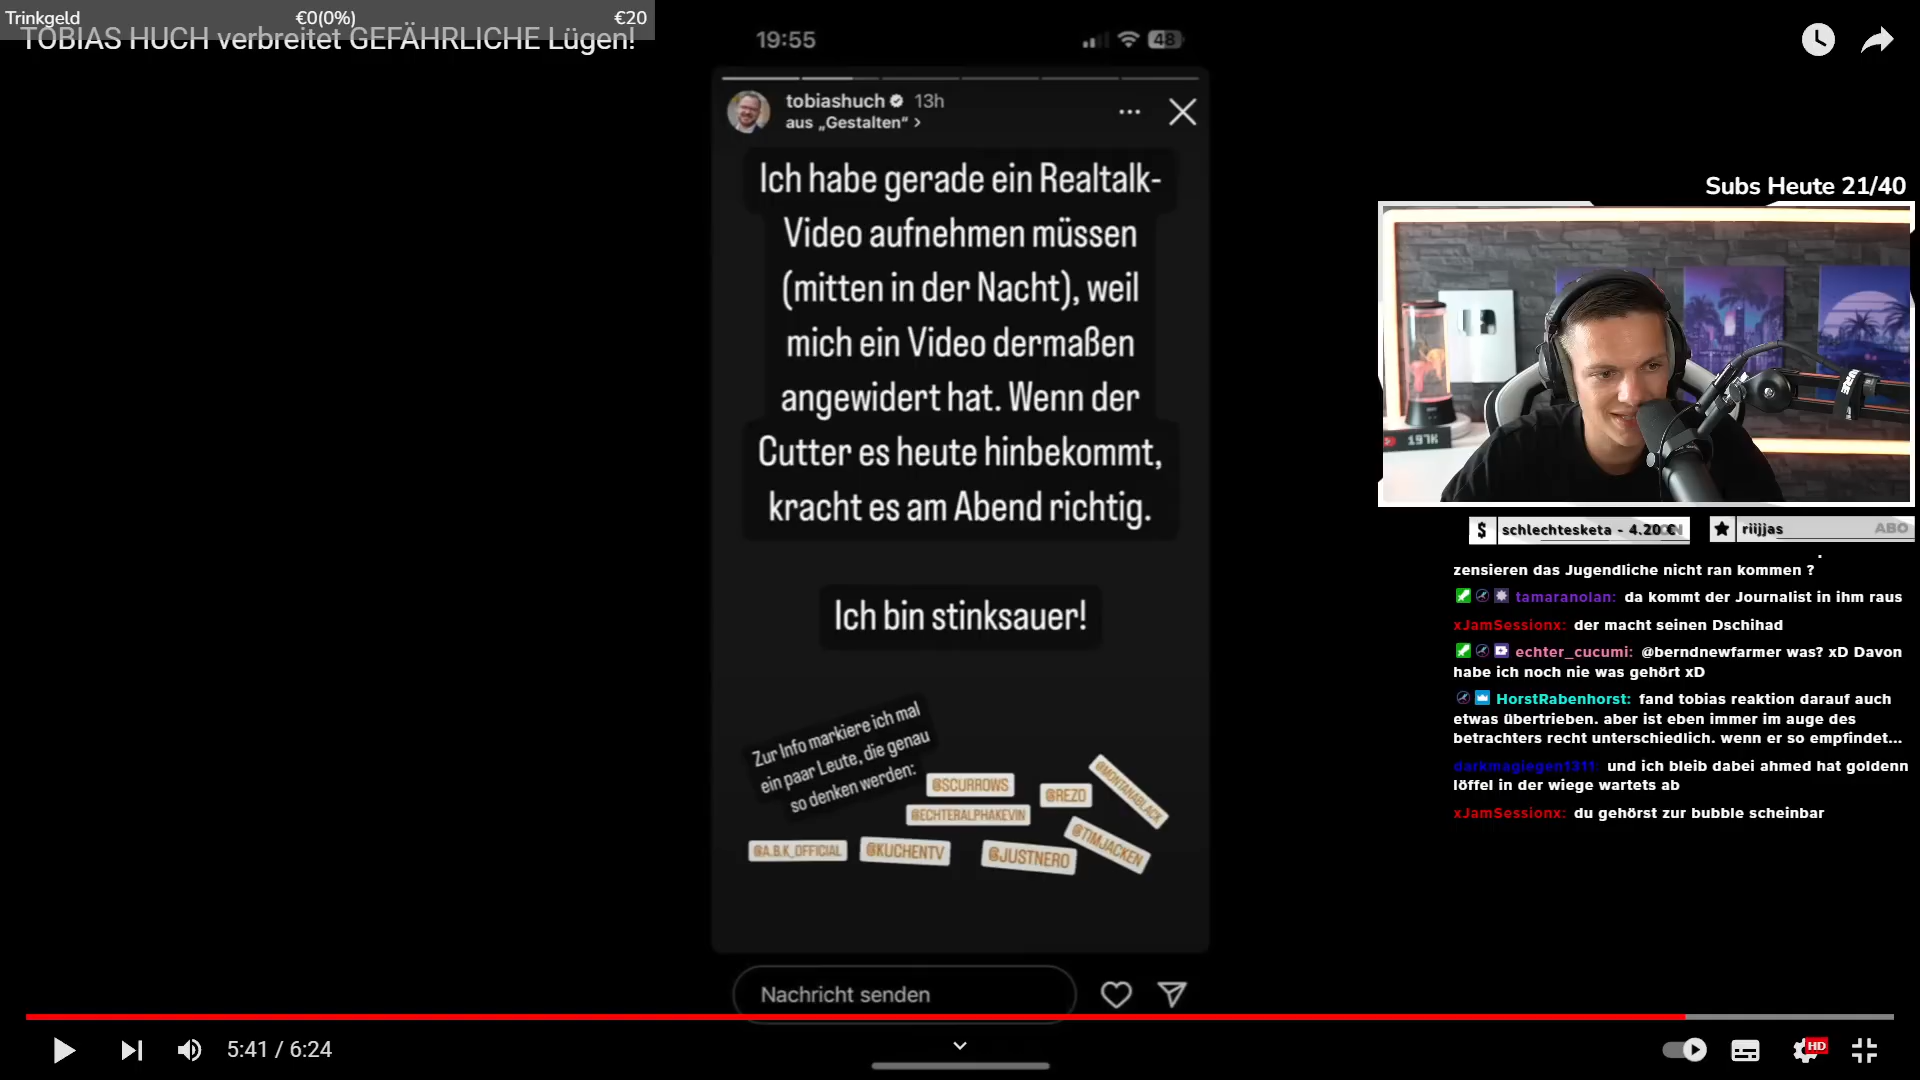 Trinkgeld €0(0%) €20
TOBIAS HUCH verbreitet GEFÄHRLICHE Lügen!
19:55
48
tobiashuch 13h
aus „Gestalten“ >
Ich habe gerade ein Realtalk-
Video aufnehmen müssen
(mitten in der Nacht), weil
mich ein Video dermaßen
angewidert hat. Wenn der
Cutter es heute hinbekommt,
kracht es am Abend richtig.
Ich bin stinksauer!
Zur Info markiere ich mal
ein paar Leute, die genau
so denken werden:
@SCURROWS
@REZO
@MONTANABLACK
@ECHTERALPHAKEVIN
@TIMJACKEN
@A.B.K_OFFICIAL
@KUCHENTV
@JUSTNERO
Nachricht senden
5:41 / 6:24
HD
Subs Heute 21/40
197K
$ schlechtesketa - 4.20 €
riijjas ABO
zensieren das Jugendliche nicht ran kommen ?
tamaranolan: da kommt der Journalist in ihm raus
xJamSessionx: der macht seinen Dschihad
echter_cucumi: @berndnewfarmer was? xD Davon
habe ich noch nie was gehört xD
HorstRabenhorst: fand tobias reaktion darauf auch
etwas übertrieben. aber ist eben immer im auge des
betrachters recht unterschiedlich. wenn er so empfindet...
darkmagiegen1311: und ich bleib dabei ahmed hat goldenn
löffel in der wiege wartets ab
xJamSessionx: du gehörst zur bubble scheinbar